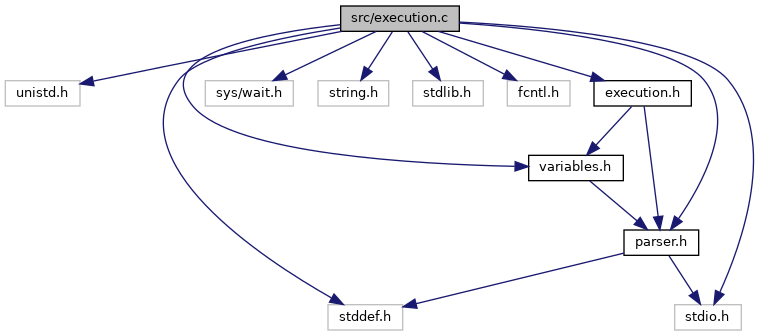 src/execution.c
unistd.h
sys/wait.h
string.h
stdlib.h
fcntl.h
execution.h
variables.h
parser.h
stddef.h
stdio.h